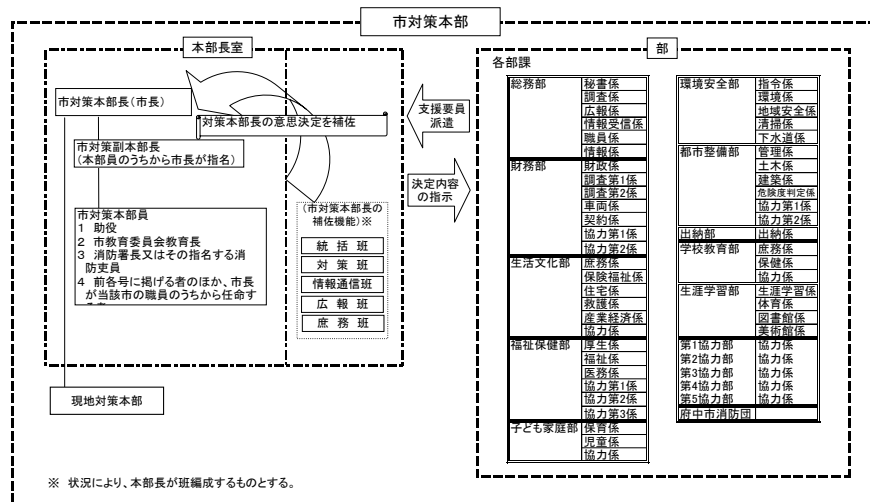 市対策本部
本部長室
市対策本部長(市長)
対策本部長の意思決定を補佐
市対策副本部長
(本部員のうちから市長が指名)
市対策本部員
1 助役
2 市教育委員会教育長
3 消防署長又はその指名する消
防吏員
4 前各号に掲げる者のほか、市長
が当該市の職員のうちから任命す
(市対策本部長の
補佐機能)※
統括班
対策班
情報通信班
広報班
庶務班
現地対策本部
※ 状況により、本部長が班編成するものとする。
支援要員
派遣
決定内容
の指示
部
各部課
総務部 秘書係
調査係
広報係
情報受信係
職員係
情報係
財務部 財政係
調査第1係
調査第2係
車両係
契約係
協力第1係
協力第2係
生活文化部 庶務係
保険福祉係
住宅係
救護係
産業経済係
協力係
福祉保健部 厚生係
福祉係
医務係
協力第1係
協力第2係
協力第3係
子ども家庭部 保育係
児童係
協力係
環境安全部 指令係
環境係
地域安全係
清掃係
下水道係
都市整備部 管理係
土木係
建築係
危険度判定係
協力第1係
協力第2係
出納部 出納係
学校教育部 庶務係
保健係
協力係
生涯学習部 生涯学習係
体育係
図書館係
美術館係
第1協力部 協力係
第2協力部 協力係
第3協力部 協力係
第4協力部 協力係
第5協力部 協力係
府中市消防団